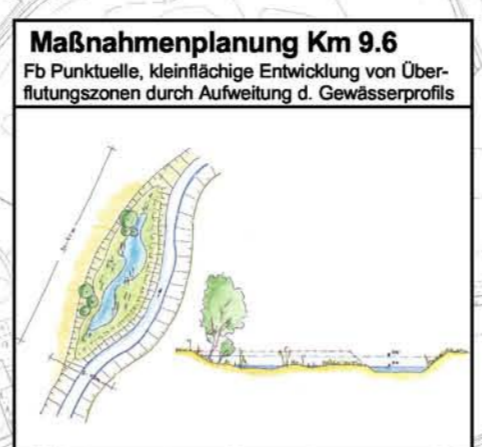 Maßnahmenplanung Km 9.6
Fb Punktuelle, kleinflächige Entwicklung von Über-
flutungszonen durch Aufweitung d. Gewässerprofils